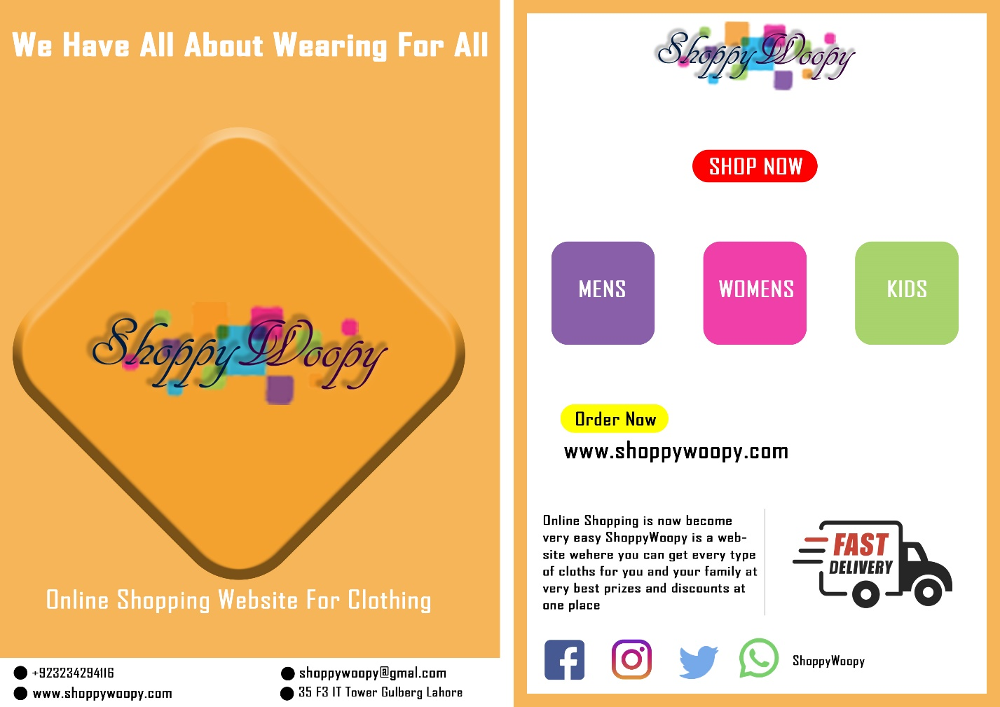 We Have All About Wearing For All
ShoppyWoopy
Online Shopping Website For Clothing
+923234294116
www.shoppywoopy.com
shoppywoopy@gmal.com
35 F3 IT Tower Gulberg Lahore
ShoppyWoopy
SHOP NOW
MENS
WOMENS
KIDS
Order Now
www.shoppywoopy.com
Online Shopping is now become
very easy ShoppyWoopy is a web-
site wehere you can get every type
of cloths for you and your family at
very best prizes and discounts at
one place
FAST
DELIVERY
ShoppyWoopy